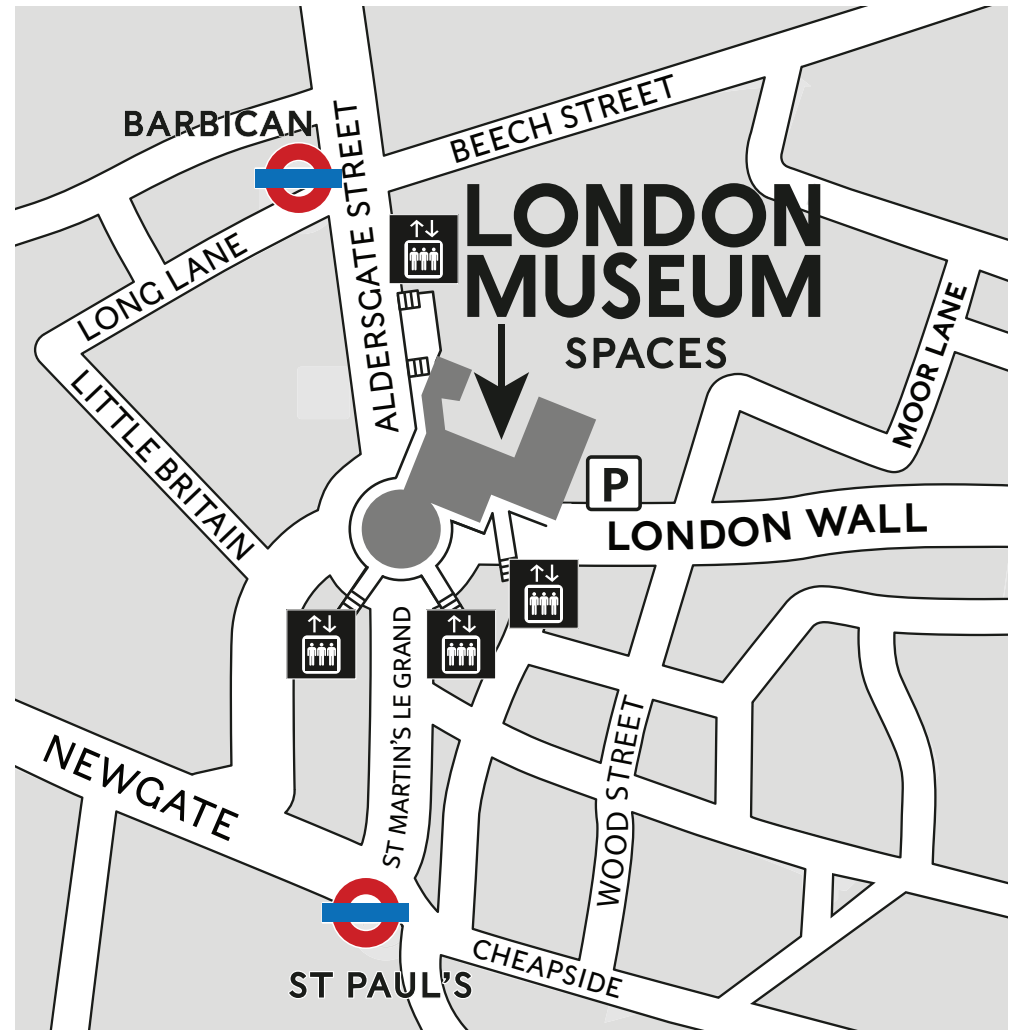 BARBICAN
BEECH STREET
ALDERSGATE STREET
LONDON
MUSEUM
SPACES
LONG LANE
LITTLE BRITAIN
MOOR LANE
P
LONDON WALL
ST MARTIN'S LE GRAND
NEWGATE
WOOD STREET
CHEAPSIDE
ST PAUL'S